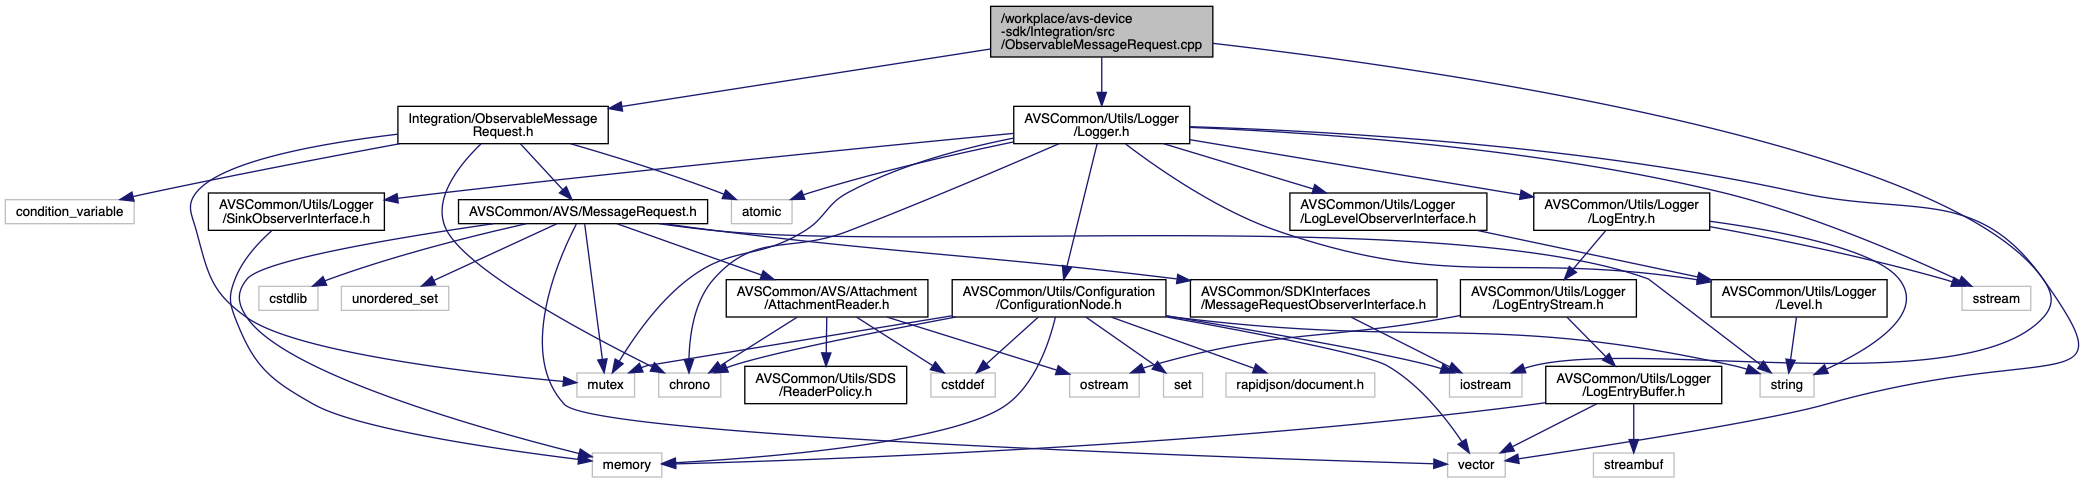 /workplace/avs-device
-sdk/Integration/src
/ObservableMessageRequest.cpp
Integration/ObservableMessage
Request.h
AVSCommon/Utils/Logger
/Logger.h
condition_variable
AVSCommon/Utils/Logger
/SinkObserverInterface.h
AVSCommon/AVS/MessageRequest.h
atomic
AVSCommon/Utils/Logger
/LogLevelObserverInterface.h
AVSCommon/Utils/Logger
/LogEntry.h
cstdlib
unordered_set
AVSCommon/AVS/Attachment
/AttachmentReader.h
AVSCommon/Utils/Configuration
/ConfigurationNode.h
AVSCommon/SDKInterfaces
/MessageRequestObserverInterface.h
AVSCommon/Utils/Logger
/LogEntryStream.h
AVSCommon/Utils/Logger
/Level.h
sstream
mutex
chrono
AVSCommon/Utils/SDS
/ReaderPolicy.h
cstddef
ostream
set
rapidjson/document.h
iostream
AVSCommon/Utils/Logger
/LogEntryBuffer.h
string
memory
vector
streambuf